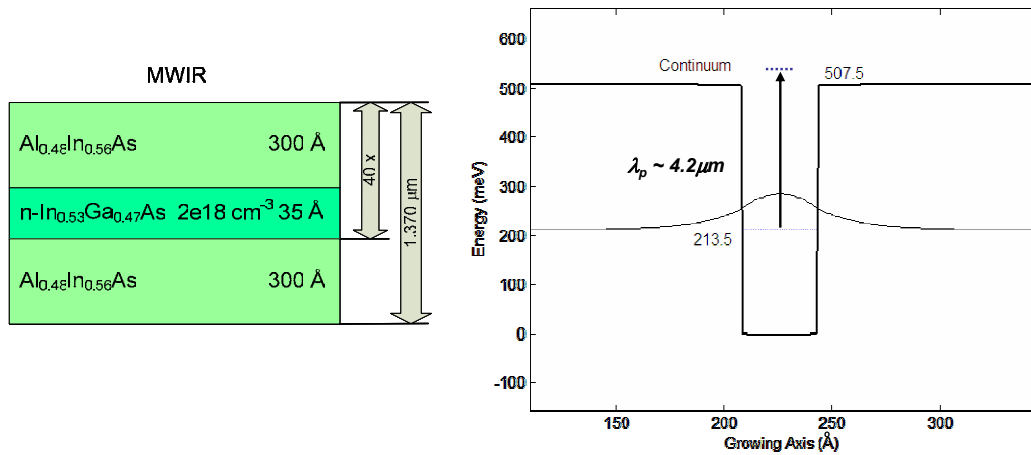 MWIR
Al0.48In0.56As 300 Å
n-In0.53Ga0.47As 2e18 cm-3 35 Å
Al0.48In0.56As 300 Å
40 x
1.370 µm
600
500
400
300
200
100
0
-100
Energy (meV)
Continuum
507.5
λp ~ 4.2µm
213.5
150
200
250
300
Growing Axis (Å)